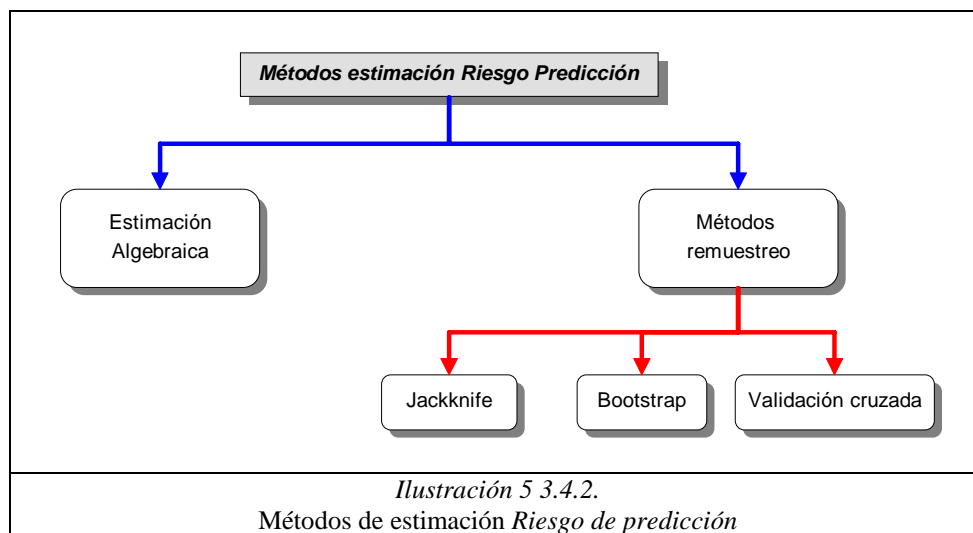 Métodos estimación Riesgo Predicción
Estimación
Algebraica
Métodos
remuestreo
Jackknife
Bootstrap
Validación cruzada
Ilustración 5 3.4.2.
Métodos de estimación Riesgo de predicción